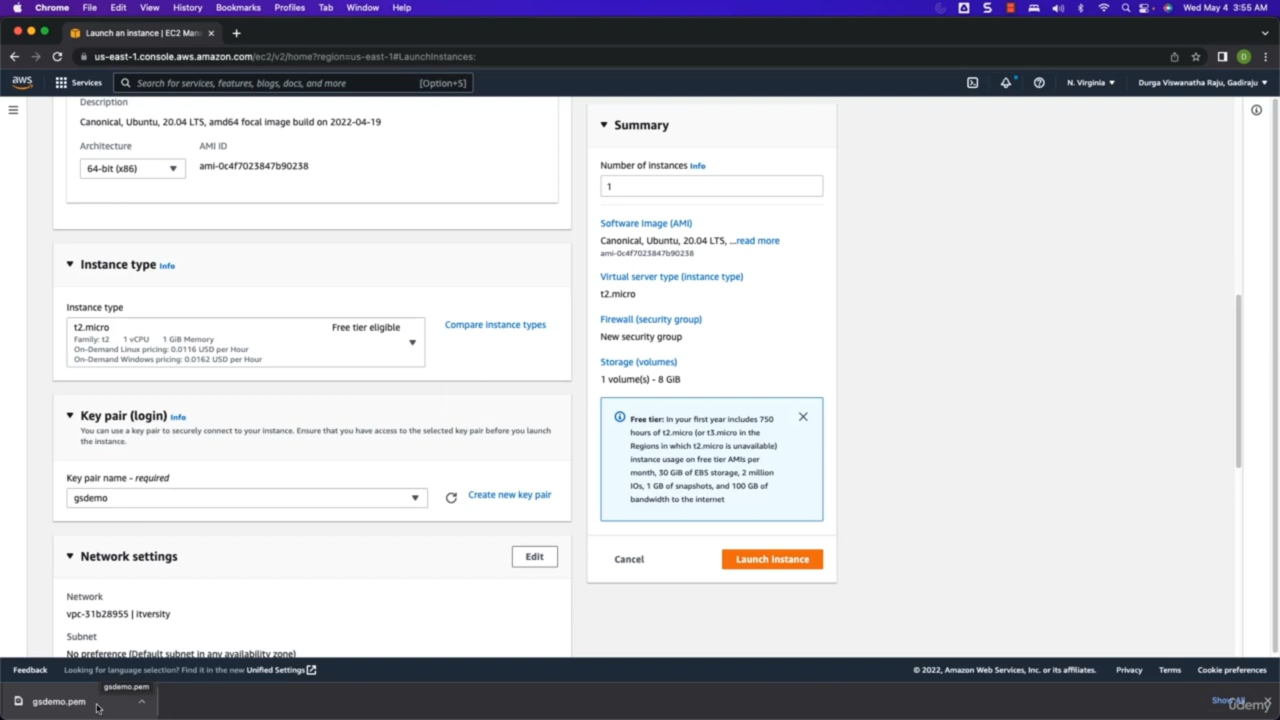 Chrome File Edit View History Bookmarks Profiles Tab Window Help Wed May 4 3:55 AM
Launch an instance | EC2 Man
us-east-1.console.aws.amazon.com/ec2/v2/home?region=us-east-1#LaunchInstances:
aws Services Search for services, features, blogs, docs, and more [Option+S] N. Virginia Durga Viswanatha Raju, Gadiraju
Description
Canonical, Ubuntu, 20.04 LTS, amd64 focal image build on 2022-04-19
Architecture AMI ID
64-bit (x86) ami-0c4f7023847b90238
Instance type Info
Instance type
t2.micro Free tier eligible
Family: t2 1 vCPU 1 GiB Memory
On-Demand Linux pricing: 0.0116 USD per Hour
On-Demand Windows pricing: 0.0162 USD per Hour
Compare instance types
Key pair (login) Info
You can use a key pair to securely connect to your instance. Ensure that you have access to the selected key pair before you launch
the instance.
Key pair name - required
gsdemo Create new key pair
Network settings Edit
Network
vpc-31b28955 | itversity
Subnet
No preference (Default subnet in any availability zone)
Summary
Number of instances Info
1
Software Image (AMI)
Canonical, Ubuntu, 20.04 LTS, ...read more
ami-0c4f7023847b90238
Virtual server type (instance type)
t2.micro
Firewall (security group)
New security group
Storage (volumes)
1 volume(s) - 8 GiB
Free tier: In your first year includes 750
hours of t2.micro (or t3.micro in the
Regions in which t2.micro is unavailable)
instance usage on free tier AMIs per
month, 30 GiB of EBS storage, 2 million
IOs, 1 GB of snapshots, and 100 GB of
bandwidth to the internet
Cancel Launch instance
Feedback Looking for language selection? Find it in the new Unified Settings © 2022, Amazon Web Services, Inc. or its affiliates. Privacy Terms Cookie preferences
gsdemo.pem
gsdemo.pem
Show All
udemy